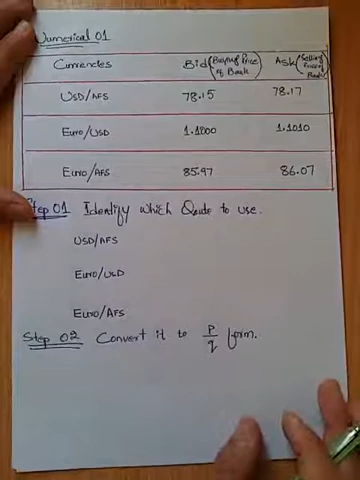 Numerical 01
Currencies Bid (Buying Price of Bank) Ask (Selling Price of Bank)
USD/AFS 78.15 78.17
Euro/USD 1.1000 1.1010
Euro/AFS 85.97 86.07
Step 01 Identify which Quote to use.
USD/AFS
Euro/USD
Euro/AFS
Step 02 Convert it to P/q form.